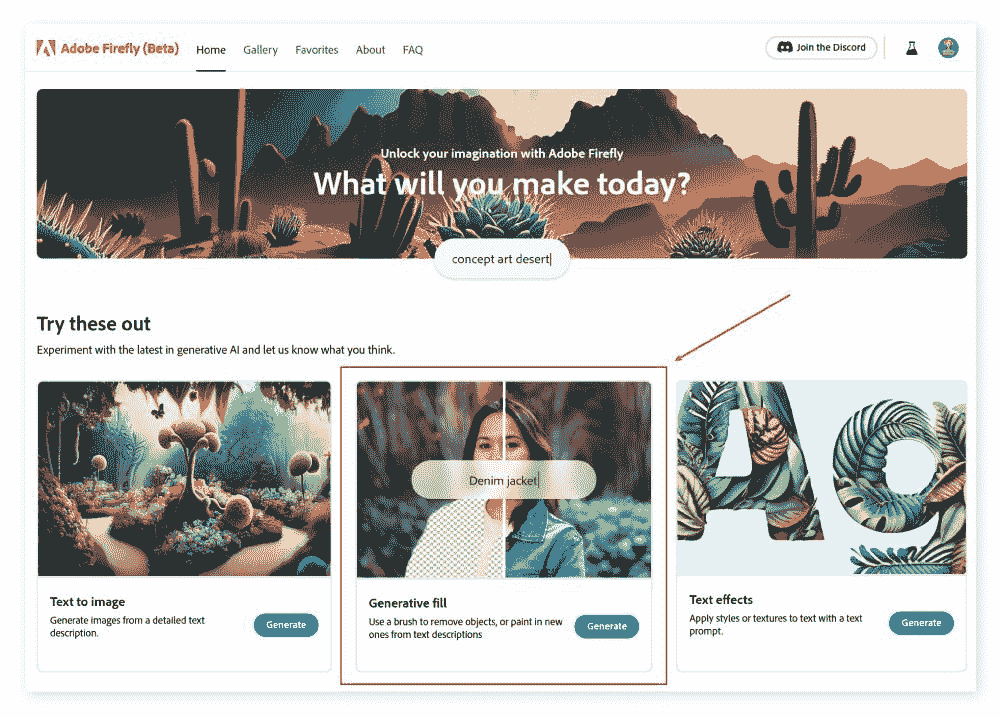 Adobe Firefly (Beta) Home Gallery Favorites About FAQ Join the Discord
Unlock your imagination with Adobe Firefly
What will you make today?
concept art desert
Try these out
Experiment with the latest in generative AI and let us know what you think.
Denim jacket
Ag
Text to image
Generate images from a detailed text
description.
Generate
Generative fill
Use a brush to remove objects, or paint in new
ones from text descriptions
Generate
Text effects
Apply styles or textures to text with a text
prompt.
Generate